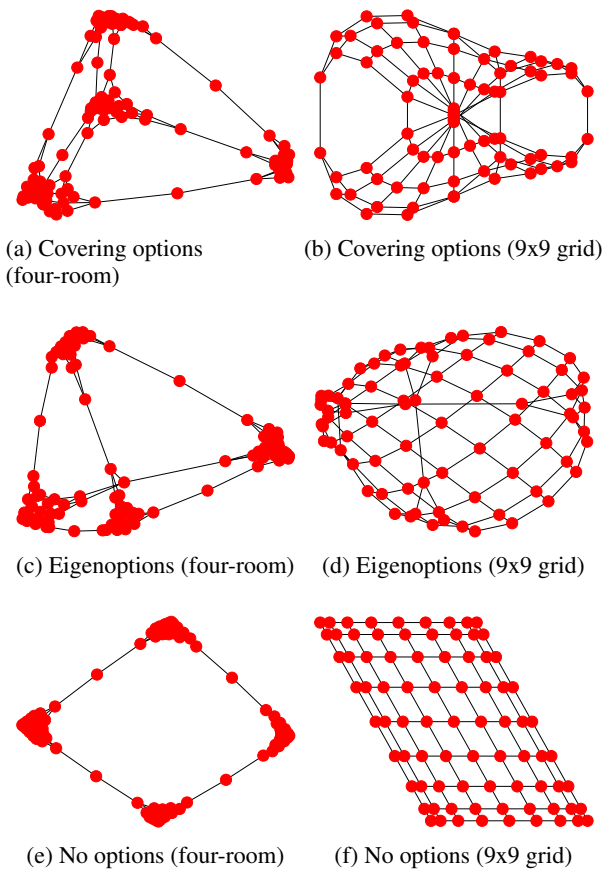 (a) Covering options
(four-room)
(b) Covering options (9x9 grid)
(c) Eigenoptions (four-room)
(d) Eigenoptions (9x9 grid)
(e) No options (four-room)
(f) No options (9x9 grid)